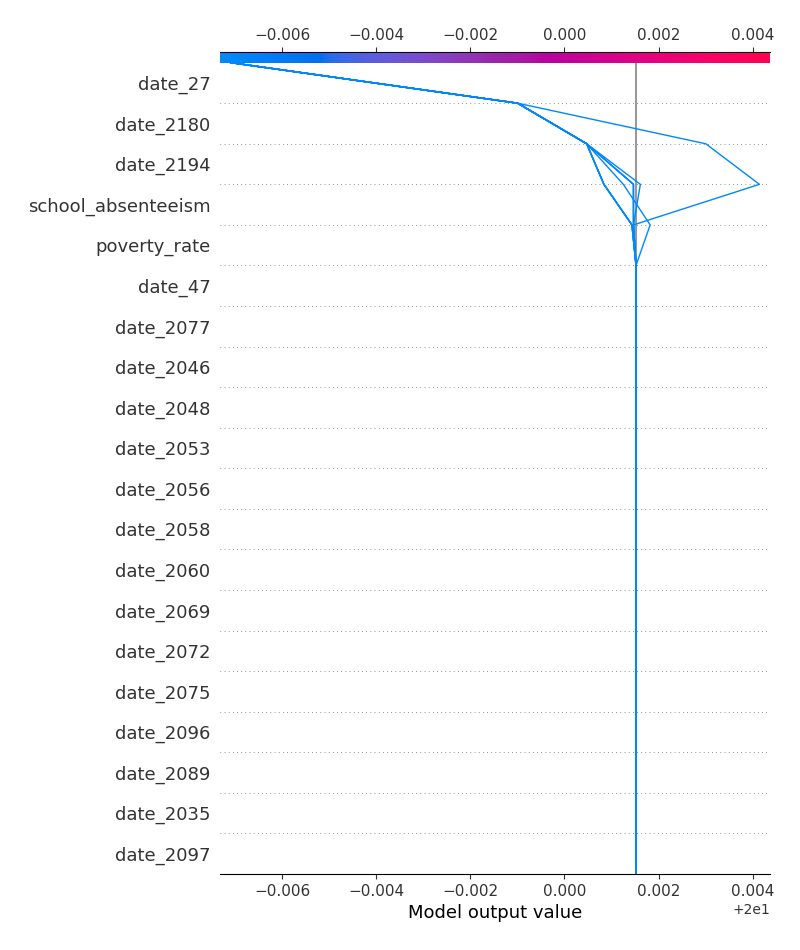 −0.006 −0.004 −0.002 0.000 0.002 0.004
date_27
date_2180
date_2194
school_absenteeism
poverty_rate
date_47
date_2077
date_2046
date_2048
date_2053
date_2056
date_2058
date_2060
date_2069
date_2072
date_2075
date_2096
date_2089
date_2035
date_2097
−0.006 −0.004 −0.002 0.000 0.002 0.004
+2e1
Model output value